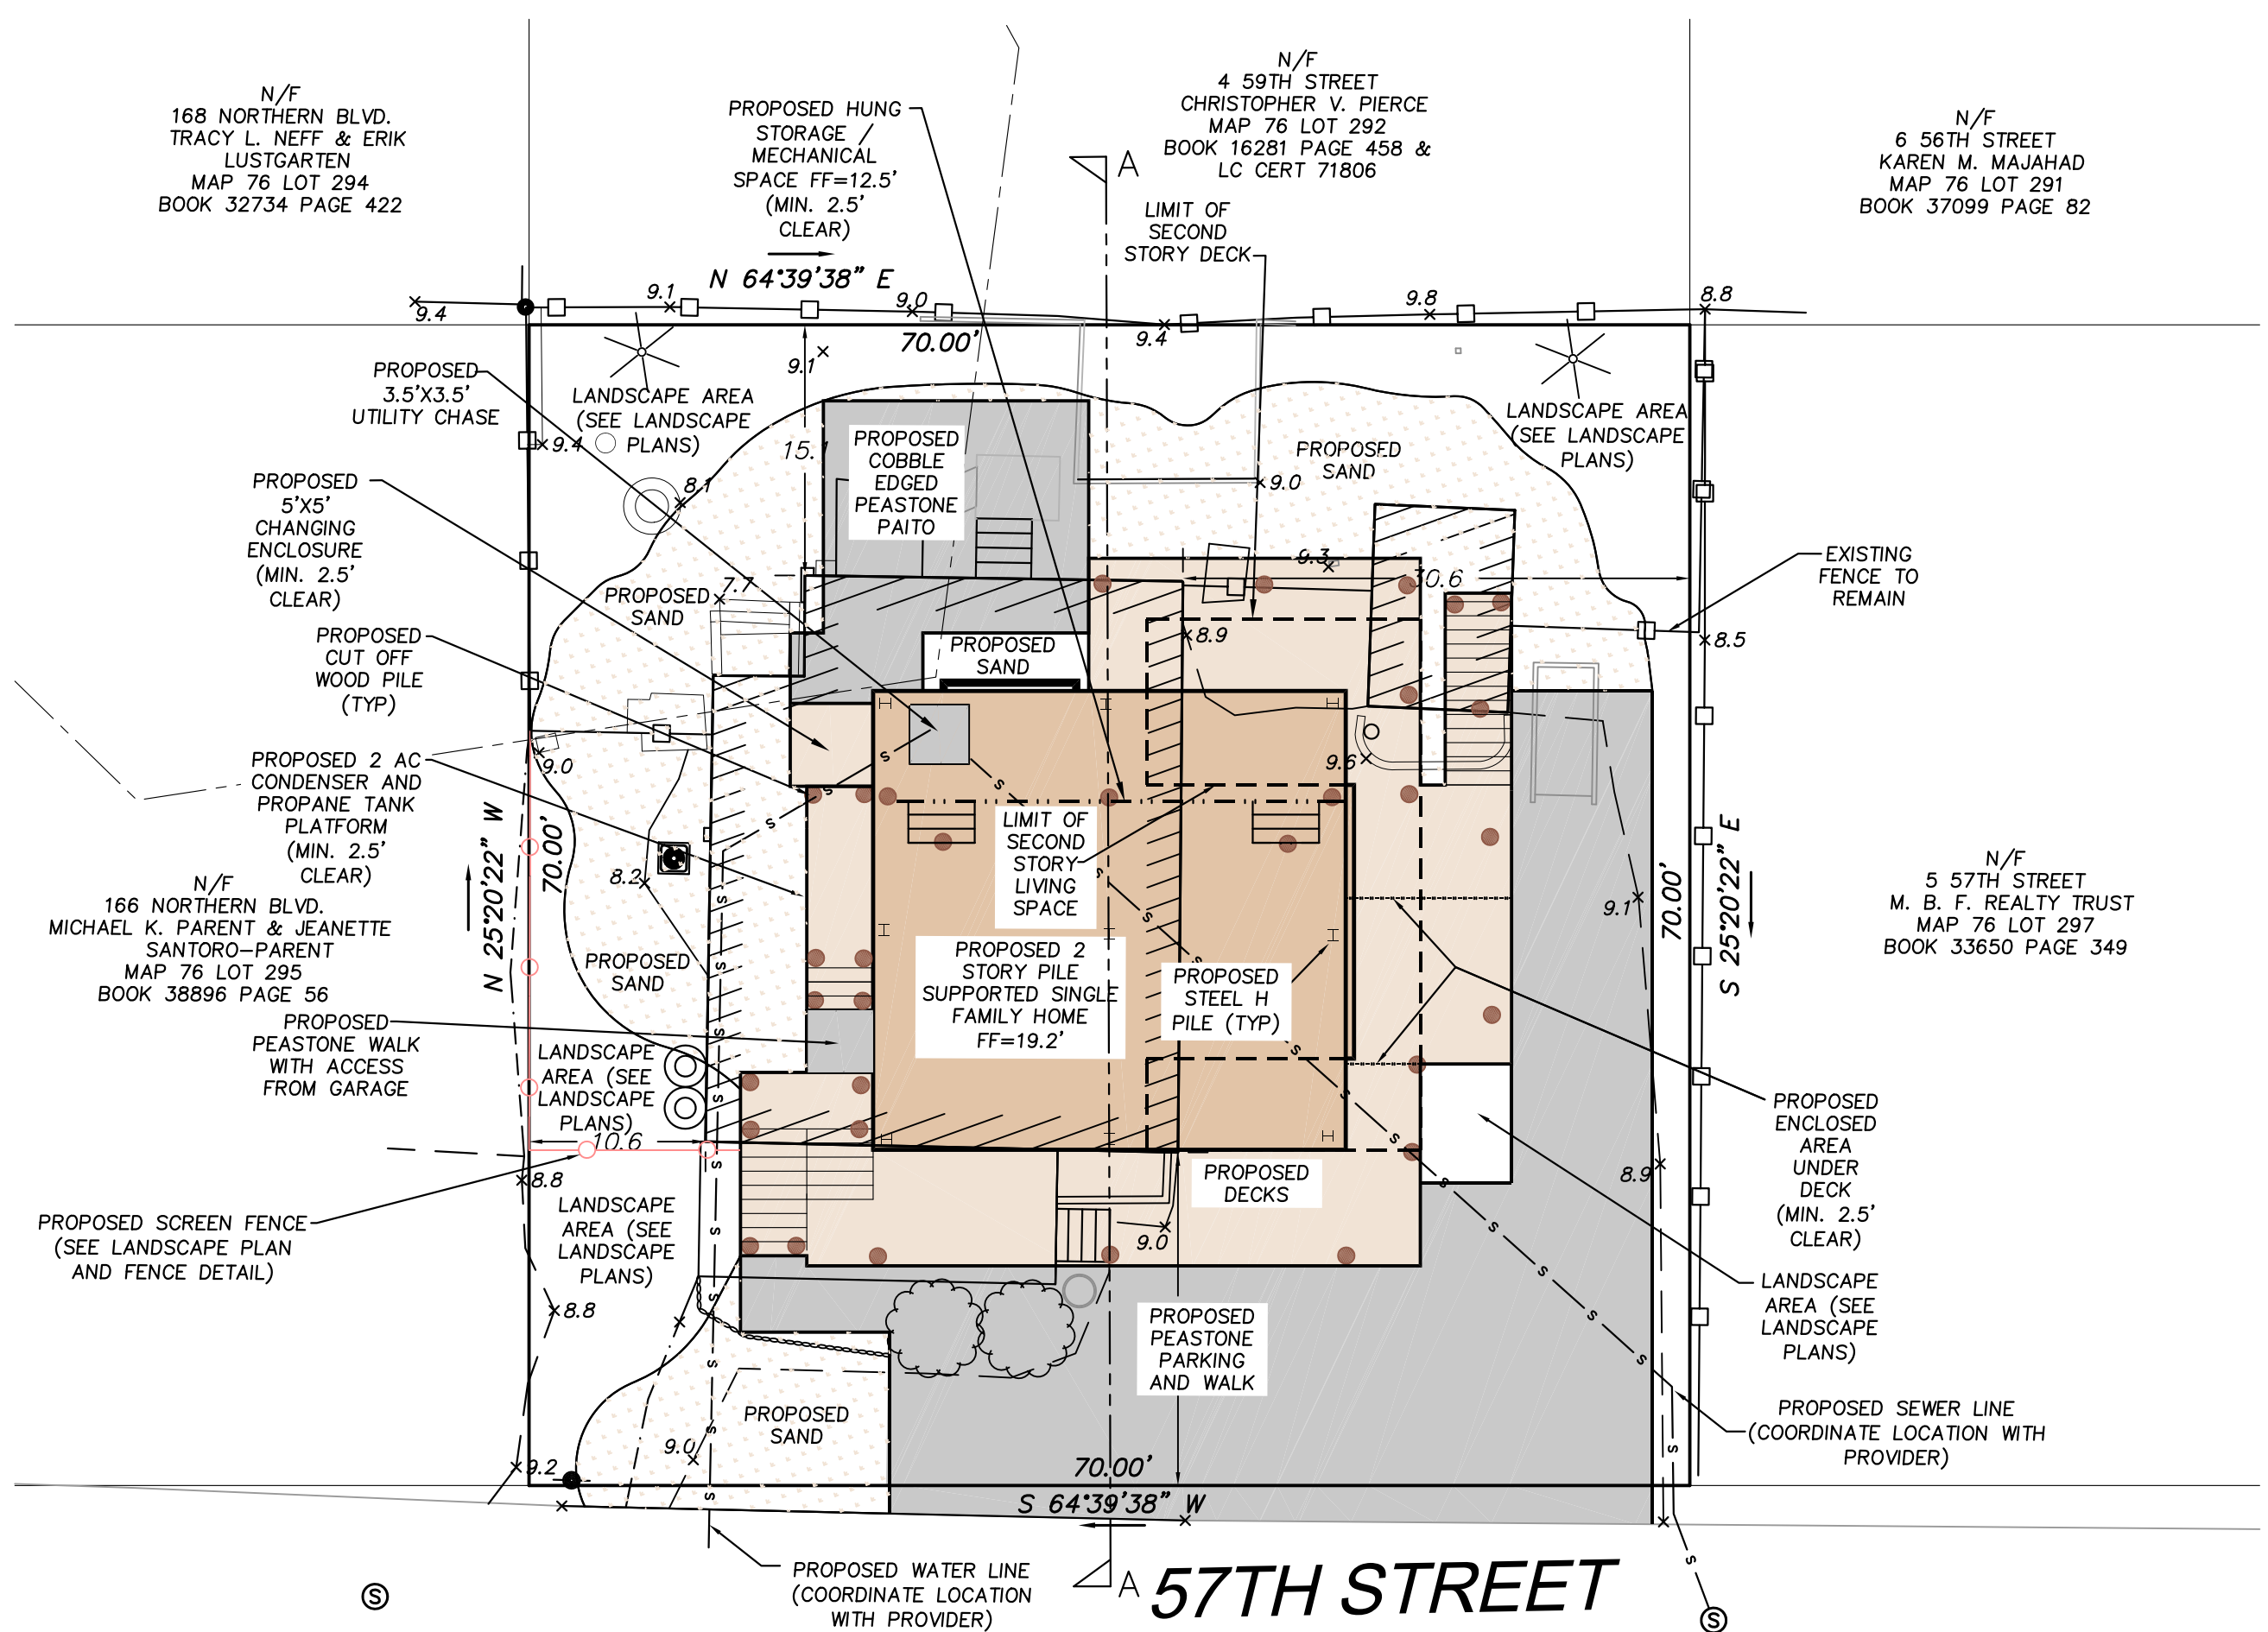 N/F
168 NORTHERN BLVD.
TRACY L. NEFF & ERIK
LUSTGARTEN
MAP 76 LOT 294
BOOK 32734 PAGE 422
PROPOSED HUNG
STORAGE /
MECHANICAL
SPACE FF=12.5'
(MIN. 2.5'
CLEAR)
N/F
4 59TH STREET
CHRISTOPHER V. PIERCE
MAP 76 LOT 292
BOOK 16281 PAGE 458 &
LC CERT 71806
N/F
6 56TH STREET
KAREN M. MAJAHAD
MAP 76 LOT 291
BOOK 37099 PAGE 82
A
LIMIT OF
SECOND
STORY DECK
N 64°39'38" E
9.4
9.1
9.0
9.4
9.8
8.8
70.00'
9.1
PROPOSED
3.5'X3.5'
UTILITY CHASE
LANDSCAPE AREA
(SEE LANDSCAPE
PLANS)
9.4
15.
PROPOSED
COBBLE
EDGED
PEASTONE
PAITO
PROPOSED
SAND
LANDSCAPE AREA
(SEE LANDSCAPE
PLANS)
8.1
9.0
PROPOSED
5'X5'
CHANGING
ENCLOSURE
(MIN. 2.5'
CLEAR)
9.3
30.6
EXISTING
FENCE TO
REMAIN
7.7
PROPOSED
SAND
8.9
8.5
PROPOSED
CUT OFF
WOOD PILE
(TYP)
PROPOSED
SAND
9.0
9.6
PROPOSED 2 AC
CONDENSER AND
PROPANE TANK
PLATFORM
(MIN. 2.5'
CLEAR)
N 25°20'22" W
70.00'
8.2
LIMIT OF
SECOND
STORY
LIVING
SPACE
9.1
70.00'
S 25°20'22" E
N/F
5 57TH STREET
M. B. F. REALTY TRUST
MAP 76 LOT 297
BOOK 33650 PAGE 349
N/F
166 NORTHERN BLVD.
MICHAEL K. PARENT & JEANETTE
SANTORO-PARENT
MAP 76 LOT 295
BOOK 38896 PAGE 56
PROPOSED
SAND
PROPOSED 2
STORY PILE
SUPPORTED SINGLE
FAMILY HOME
FF=19.2'
PROPOSED
STEEL H
PILE (TYP)
PROPOSED
PEASTONE WALK
WITH ACCESS
FROM GARAGE
LANDSCAPE
AREA (SEE
LANDSCAPE
PLANS)
10.6
PROPOSED
ENCLOSED
AREA
UNDER
DECK
(MIN. 2.5'
CLEAR)
8.8
8.9
PROPOSED
DECKS
9.0
PROPOSED SCREEN FENCE
(SEE LANDSCAPE PLAN
AND FENCE DETAIL)
LANDSCAPE
AREA (SEE
LANDSCAPE
PLANS)
8.8
LANDSCAPE
AREA (SEE
LANDSCAPE
PLANS)
PROPOSED
PEASTONE
PARKING
AND WALK
PROPOSED
SAND
9.0
9.2
PROPOSED SEWER LINE
(COORDINATE LOCATION WITH
PROVIDER)
70.00'
S 64°39'38" W
PROPOSED WATER LINE
(COORDINATE LOCATION
WITH PROVIDER)
A
57TH STREET
S
S